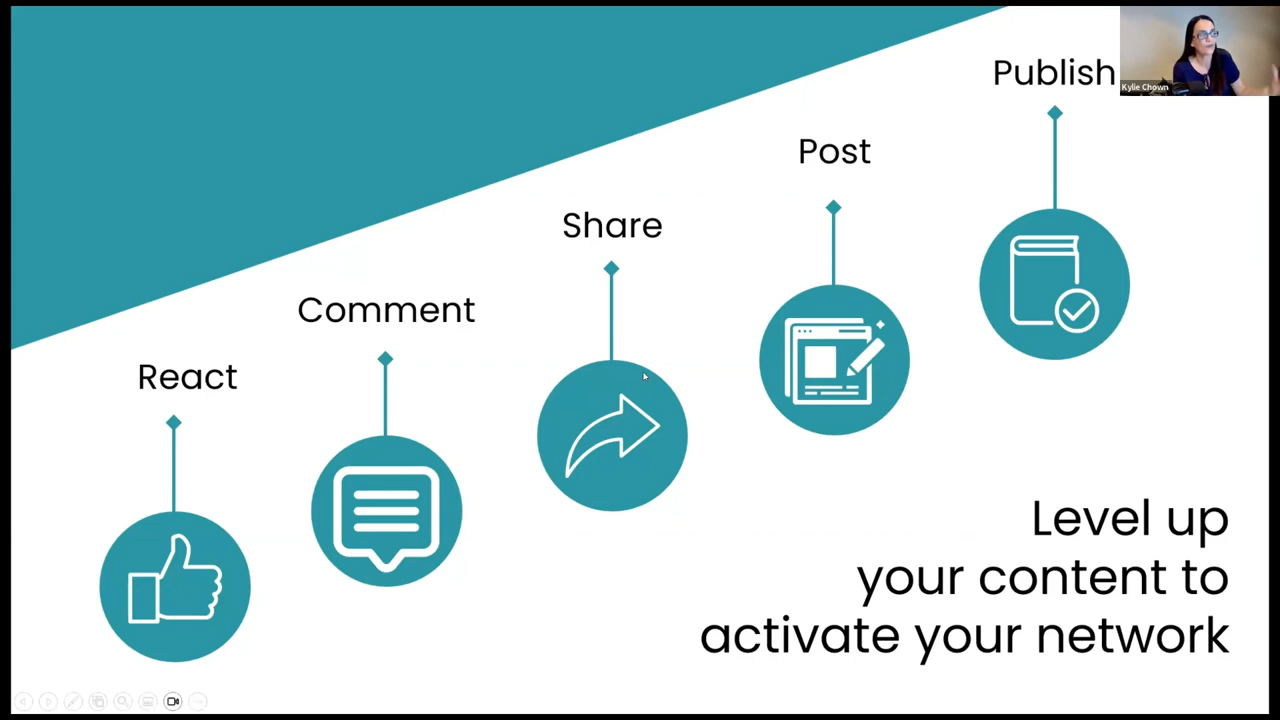 Publish
Kylie Chown
Post
Share
Comment
React
Level up
your content to
activate your network